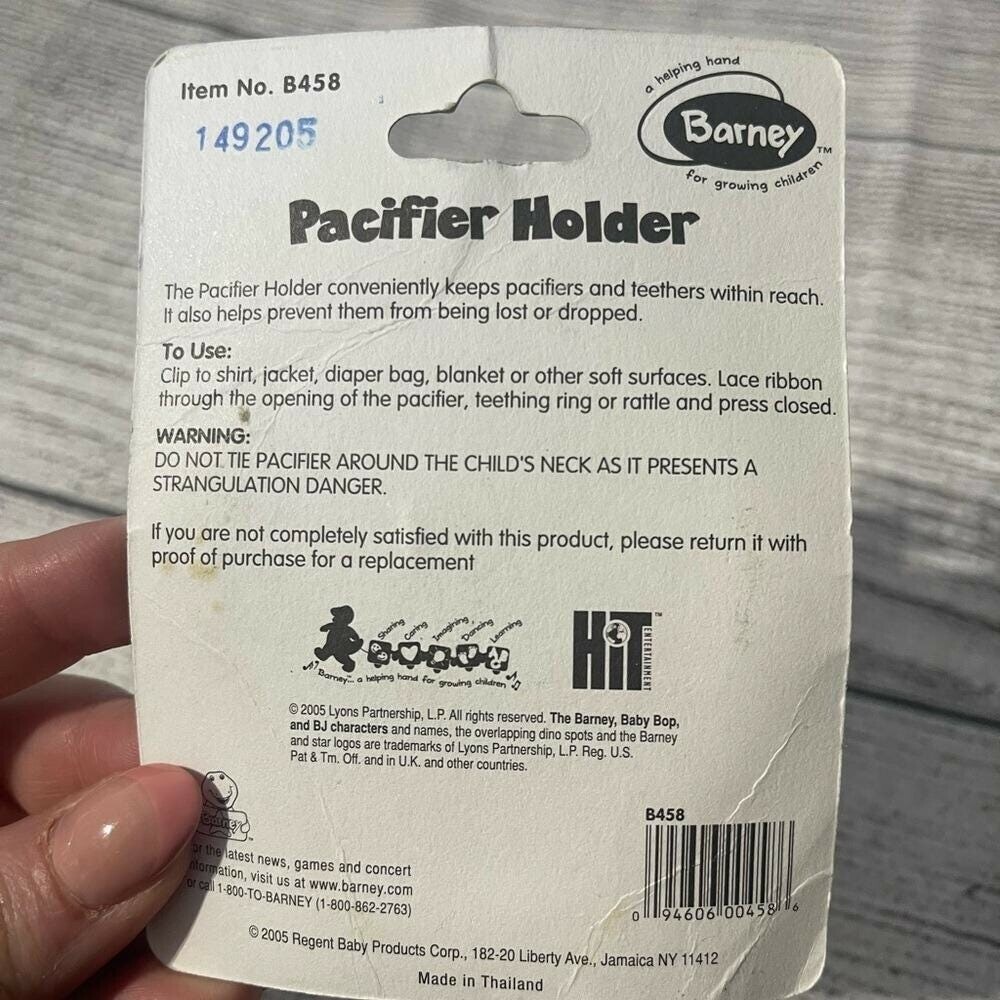 Item No. B458
149205
a helping hand
Barney™
for growing children
Pacifier Holder
The Pacifier Holder conveniently keeps pacifiers and teethers within reach.
It also helps prevent them from being lost or dropped.
To Use:
Clip to shirt, jacket, diaper bag, blanket or other soft surfaces. Lace ribbon
through the opening of the pacifier, teething ring or rattle and press closed.
WARNING:
DO NOT TIE PACIFIER AROUND THE CHILD'S NECK AS IT PRESENTS A
STRANGULATION DANGER.
If you are not completely satisfied with this product, please return it with
proof of purchase for a replacement
Sharing Caring Imagining Dancing Learning
Barney™... a helping hand for growing children
HiT ENTERTAINMENT™
© 2005 Lyons Partnership, L.P. All rights reserved. The Barney, Baby Bop,
and BJ characters and names, the overlapping dino spots and the Barney
and star logos are trademarks of Lyons Partnership, L.P. Reg. U.S.
Pat & Tm. Off. and in U.K. and other countries.
Barney™
the latest news, games and concert
visit us at www.barney.com
or call 1-800-TO-BARNEY (1-800-862-2763)
B458
0 94606 00458 6
© 2005 Regent Baby Products Corp., 182-20 Liberty Ave., Jamaica NY 11412
Made in Thailand